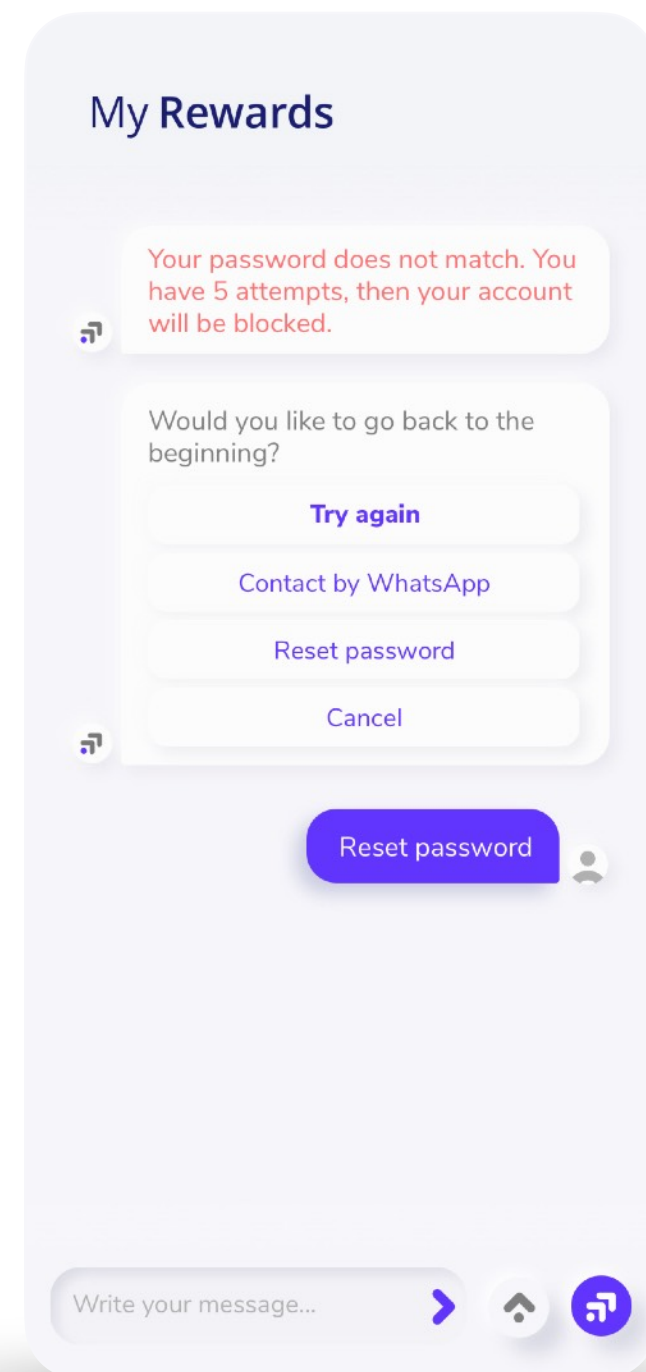 My Rewards
Your password does not match. You
have 5 attempts, then your account
will be blocked.
Would you like to go back to the
beginning?
Try again
Contact by WhatsApp
Reset password
Cancel
Reset password
Write your message...